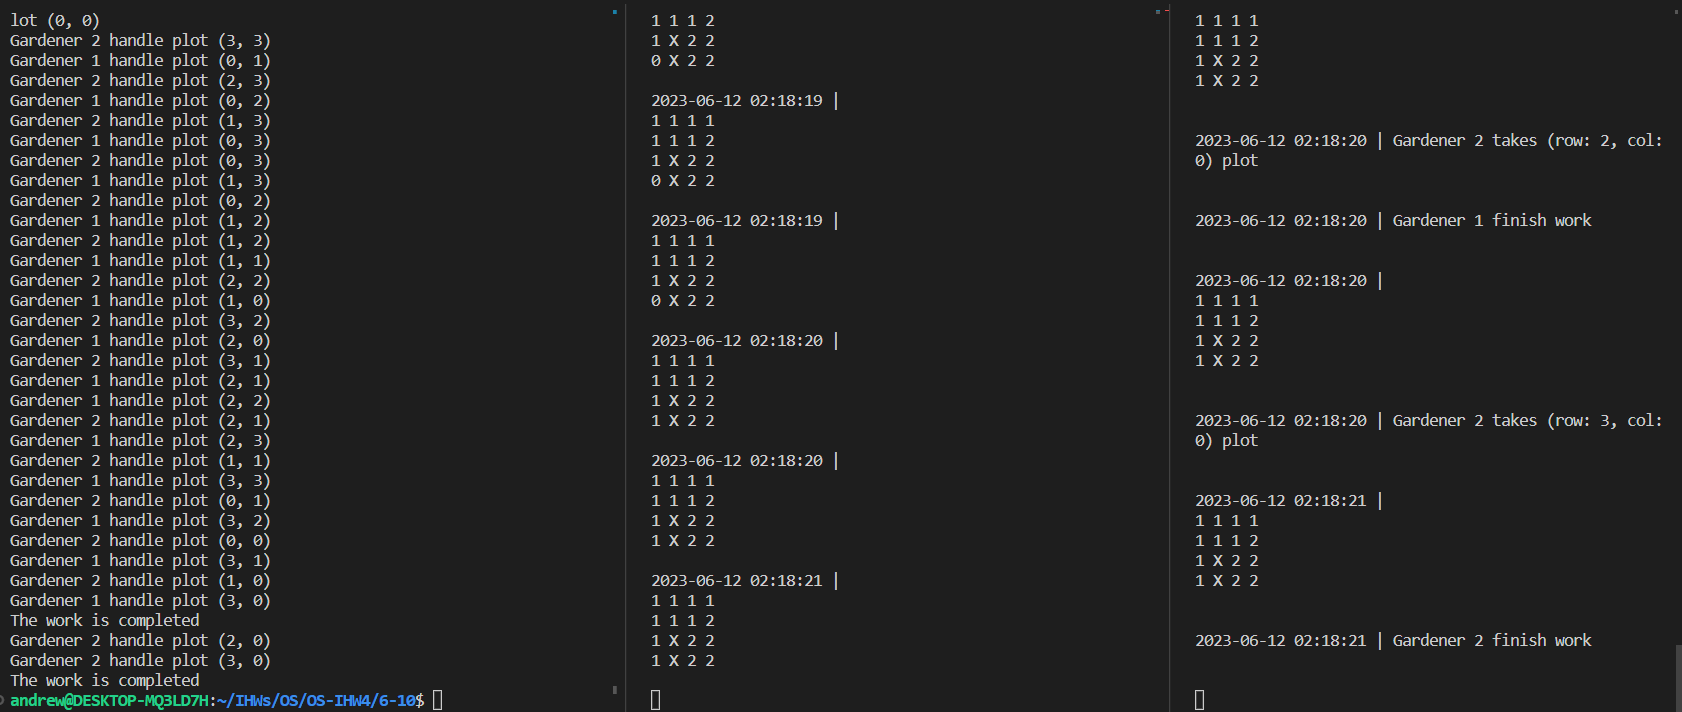 lot (0, 0)
Gardener 2 handle plot (3, 3)
Gardener 1 handle plot (0, 1)
Gardener 2 handle plot (2, 3)
Gardener 1 handle plot (0, 2)
Gardener 2 handle plot (1, 3)
Gardener 1 handle plot (0, 3)
Gardener 2 handle plot (0, 3)
Gardener 1 handle plot (1, 3)
Gardener 2 handle plot (0, 2)
Gardener 1 handle plot (1, 2)
Gardener 2 handle plot (1, 2)
Gardener 1 handle plot (1, 1)
Gardener 2 handle plot (2, 2)
Gardener 1 handle plot (1, 0)
Gardener 2 handle plot (3, 2)
Gardener 1 handle plot (2, 0)
Gardener 2 handle plot (3, 1)
Gardener 1 handle plot (2, 1)
Gardener 1 handle plot (2, 2)
Gardener 2 handle plot (2, 1)
Gardener 1 handle plot (2, 3)
Gardener 2 handle plot (1, 1)
Gardener 1 handle plot (3, 3)
Gardener 2 handle plot (0, 1)
Gardener 1 handle plot (3, 2)
Gardener 2 handle plot (0, 0)
Gardener 1 handle plot (3, 1)
Gardener 2 handle plot (1, 0)
Gardener 1 handle plot (3, 0)
The work is completed
Gardener 2 handle plot (2, 0)
Gardener 2 handle plot (3, 0)
The work is completed
andrew@DESKTOP-MQ3LD7H:~/IHWs/OS/OS-IHW4/6-10$
1 1 1 2
1 X 2 2
0 X 2 2
2023-06-12 02:18:19 |
1 1 1 1
1 1 1 2
1 X 2 2
0 X 2 2
2023-06-12 02:18:19 |
1 1 1 1
1 1 1 2
1 X 2 2
0 X 2 2
2023-06-12 02:18:20 |
1 1 1 1
1 1 1 2
1 X 2 2
1 X 2 2
2023-06-12 02:18:20 |
1 1 1 1
1 1 1 2
1 X 2 2
1 X 2 2
2023-06-12 02:18:21 |
1 1 1 1
1 1 1 2
1 X 2 2
1 X 2 2
1 1 1 1
1 1 1 2
1 X 2 2
1 X 2 2
2023-06-12 02:18:20 | Gardener 2 takes (row: 2, col:
0) plot
2023-06-12 02:18:20 | Gardener 1 finish work
2023-06-12 02:18:20 |
1 1 1 1
1 1 1 2
1 X 2 2
1 X 2 2
2023-06-12 02:18:20 | Gardener 2 takes (row: 3, col:
0) plot
2023-06-12 02:18:21 |
1 1 1 1
1 1 1 2
1 X 2 2
1 X 2 2
2023-06-12 02:18:21 | Gardener 2 finish work